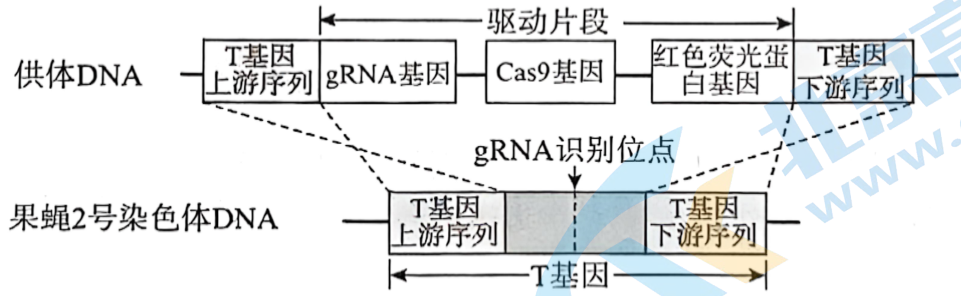 驱动片段
供体DNA
T基因
上游序列
gRNA基因
Cas9基因
红色荧光蛋
白基因
T基因
下游序列
gRNA识别位点
果蝇2号染色体DNA
T基因
上游序列
T基因
下游序列
T基因
北京